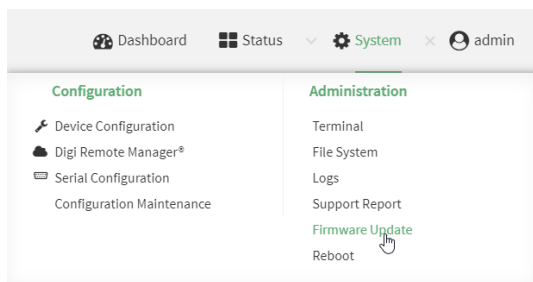 Dashboard Status System admin
Configuration
Device Configuration
Digi Remote Manager®
Serial Configuration
Configuration Maintenance
Administration
Terminal
File System
Logs
Support Report
Firmware Update
Reboot